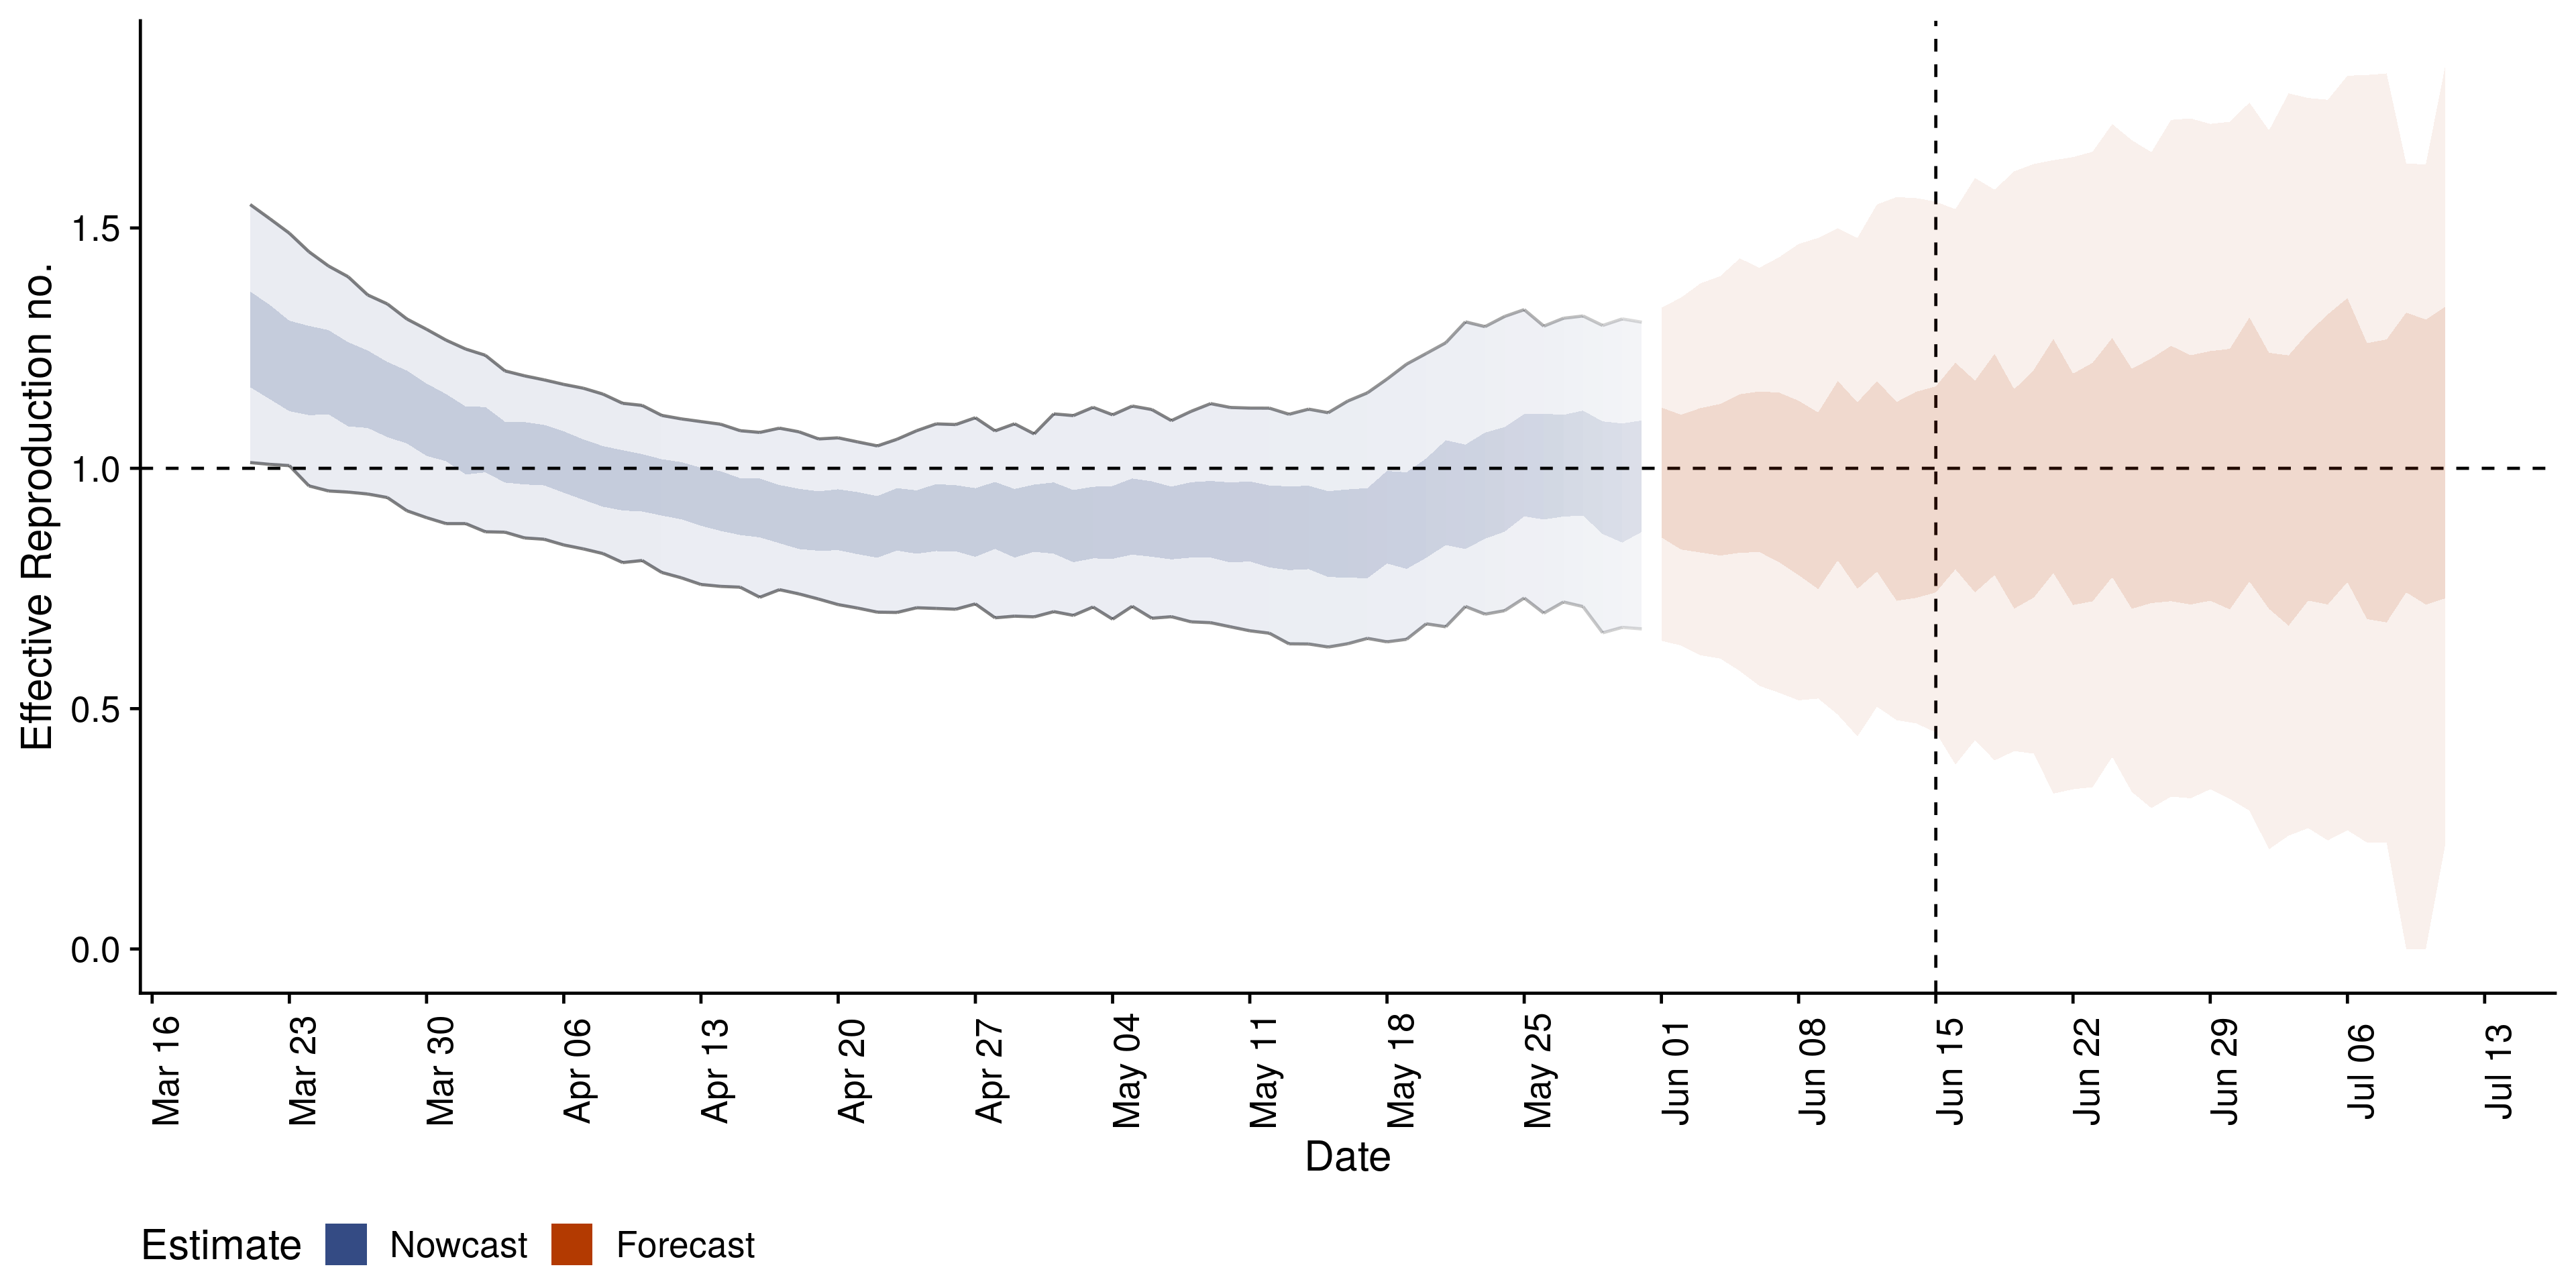 Effective Reproduction no.
1.5
1.0
0.5
0.0
Mar 16
Mar 23
Mar 30
Apr 06
Apr 13
Apr 20
Apr 27
May 04
May 11
May 18
May 25
Jun 01
Jun 08
Jun 15
Jun 22
Jun 29
Jul 06
Jul 13
Date
Estimate Nowcast Forecast